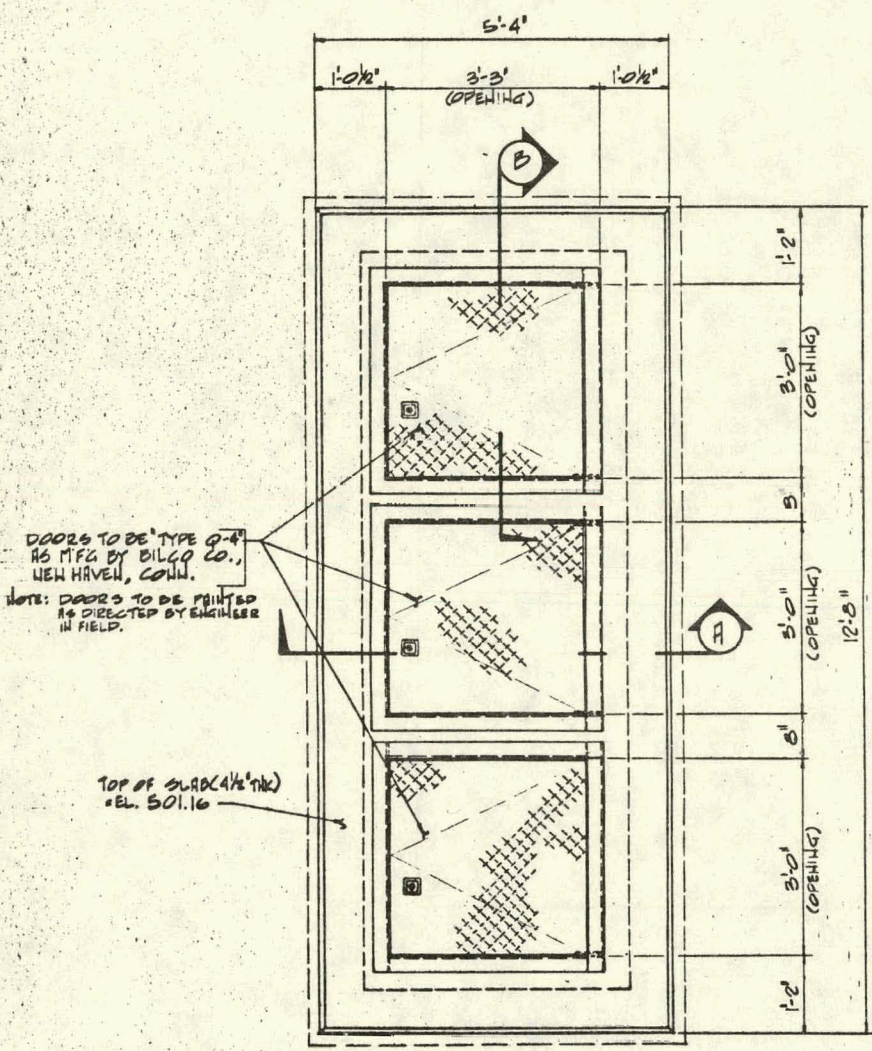 5'-4"
1'-0½" 3'-3" 1'-0½"
(OPENING)
B
1'-2"
3'-0"
(OPENING)
8"
3'-0"
(OPENING)
12'-8"
A
8"
3'-0"
(OPENING)
1'-2"
DOORS TO BE "TYPE Q-4"
AS M'F'G BY BILCO CO.,
NEW HAVEN, CONN.
NOTE: DOORS TO BE PAINTED
AS DIRECTED BY ENGINEER
IN FIELD.
TOP OF SLAB (4½" THK)
EL. 501.16